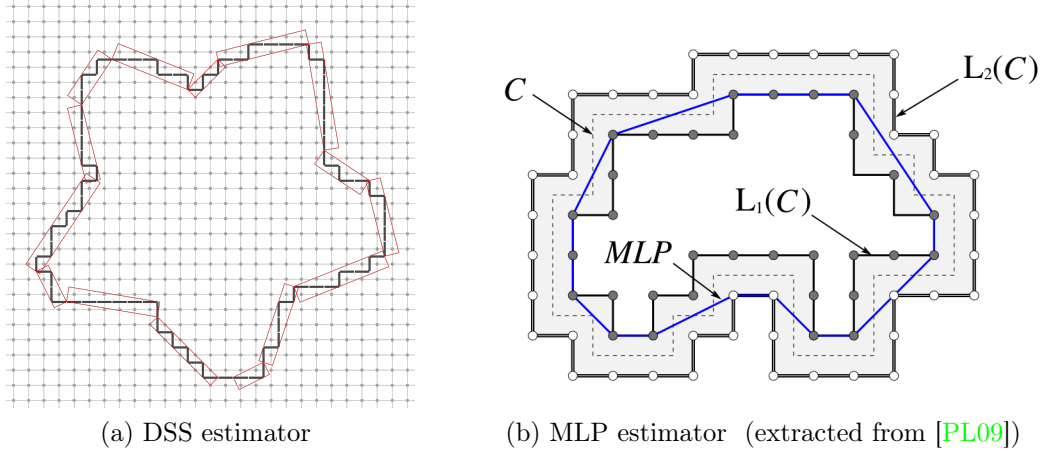 C
L₂(C)
L₁(C)
MLP
(a) DSS estimator
(b) MLP estimator (extracted from [PL09])